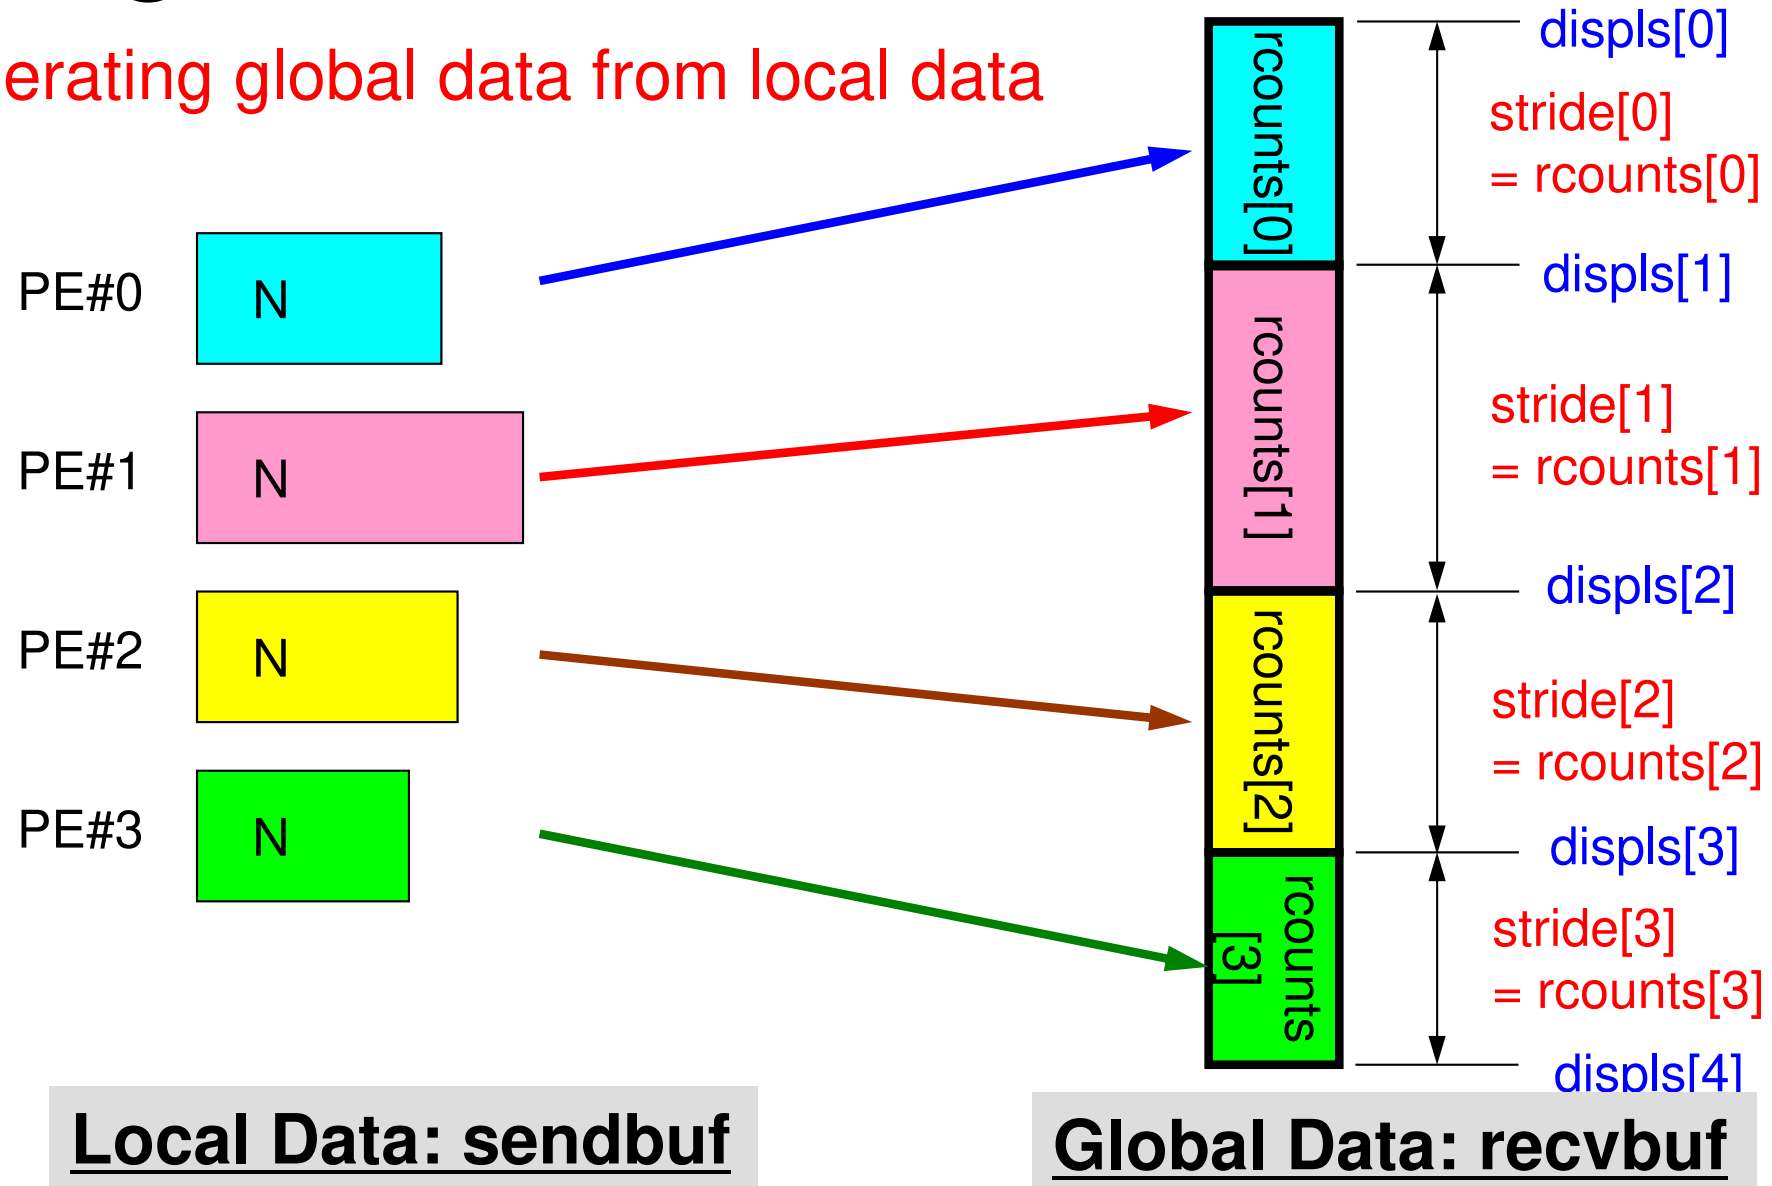 erating global data from local data
PE#0
N
PE#1
N
PE#2
N
PE#3
N
Local Data: sendbuf
rcounts[0]
rcounts[1]
rcounts[2]
rcounts
[3]
displs[0]
stride[0]
= rcounts[0]
displs[1]
stride[1]
= rcounts[1]
displs[2]
stride[2]
= rcounts[2]
displs[3]
stride[3]
= rcounts[3]
displs[4]
Global Data: recvbuf